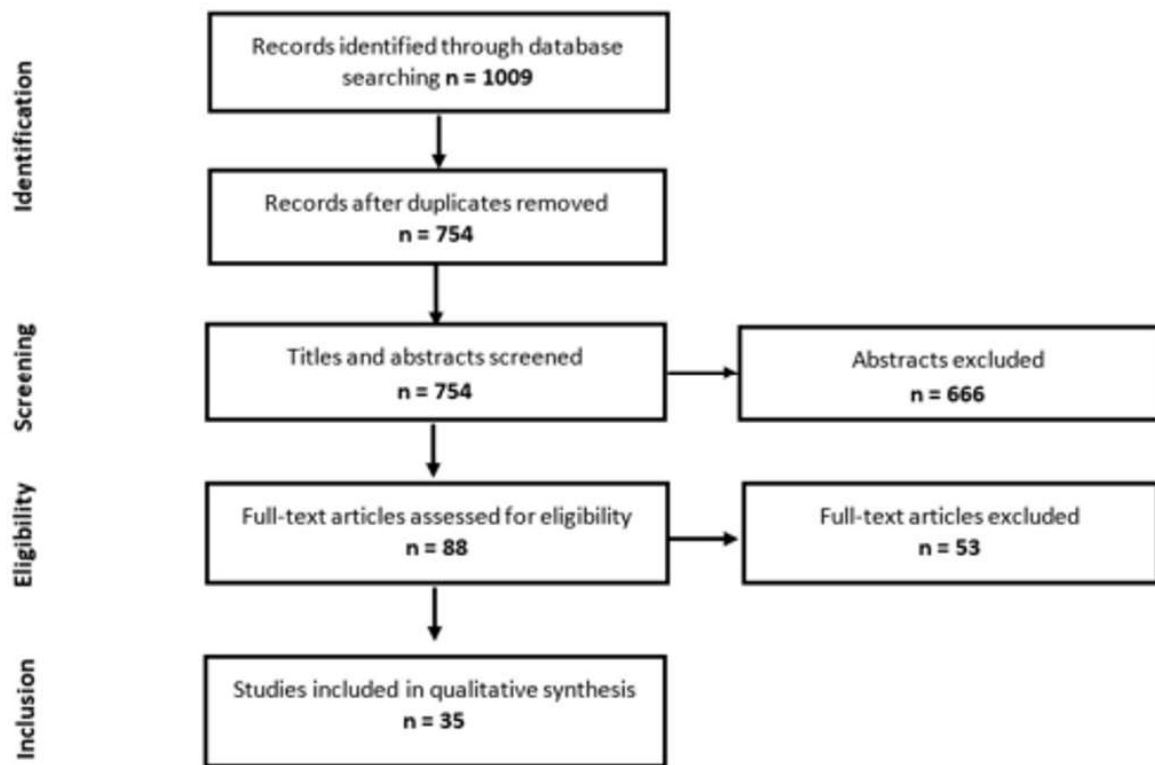 Identification
Records identified through database
searching n = 1009
Records after duplicates removed
n = 754
Screening
Titles and abstracts screened
n = 754
Abstracts excluded
n = 666
Eligibility
Full-text articles assessed for eligibility
n = 88
Full-text articles excluded
n = 53
Inclusion
Studies included in qualitative synthesis
n = 35